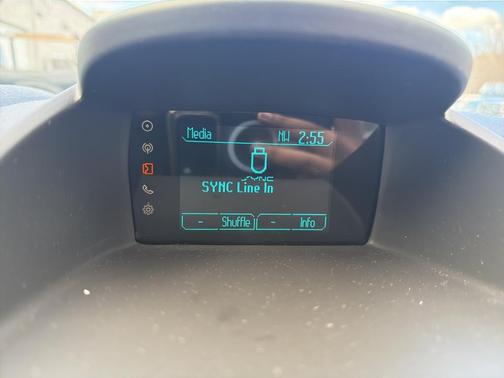 Media NW 2:55
SYNC
SYNC Line In
- Shuffle - Info